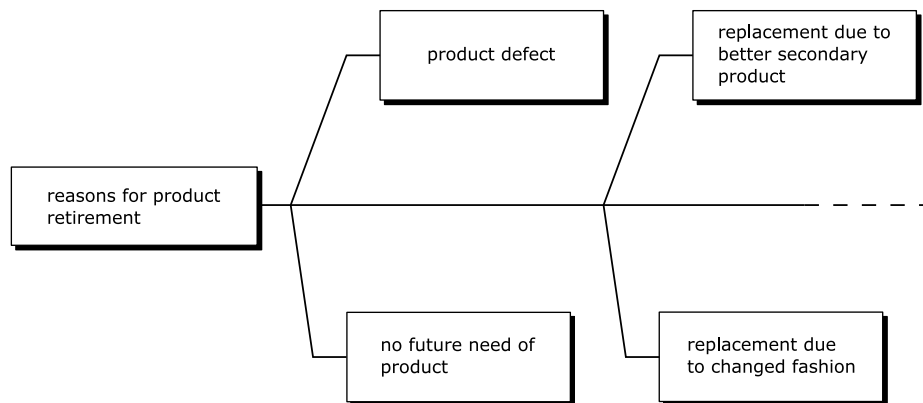 product defect
replacement due to
better secondary
product
reasons for product
retirement
no future need of
product
replacement due
to changed fashion